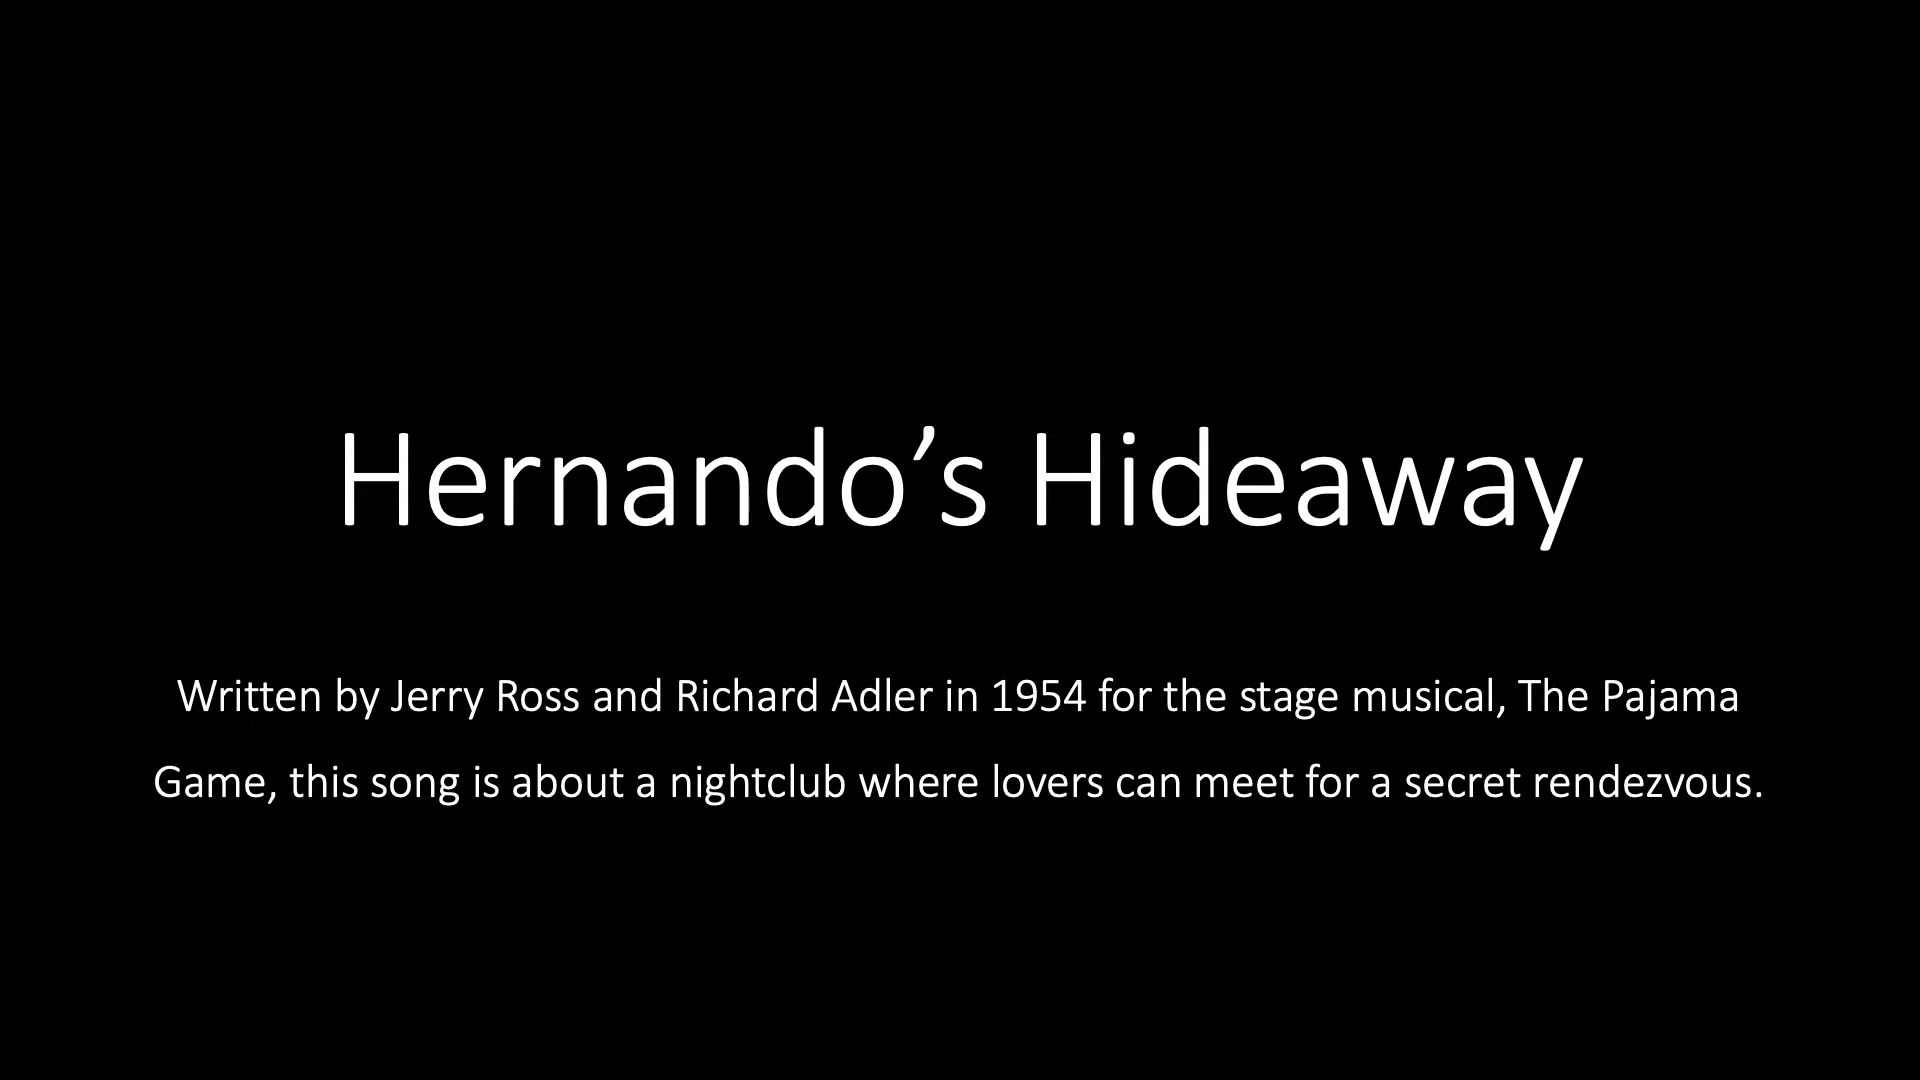 Hernando’s Hideaway
Written by Jerry Ross and Richard Adler in 1954 for the stage musical, The Pajama
Game, this song is about a nightclub where lovers can meet for a secret rendezvous.